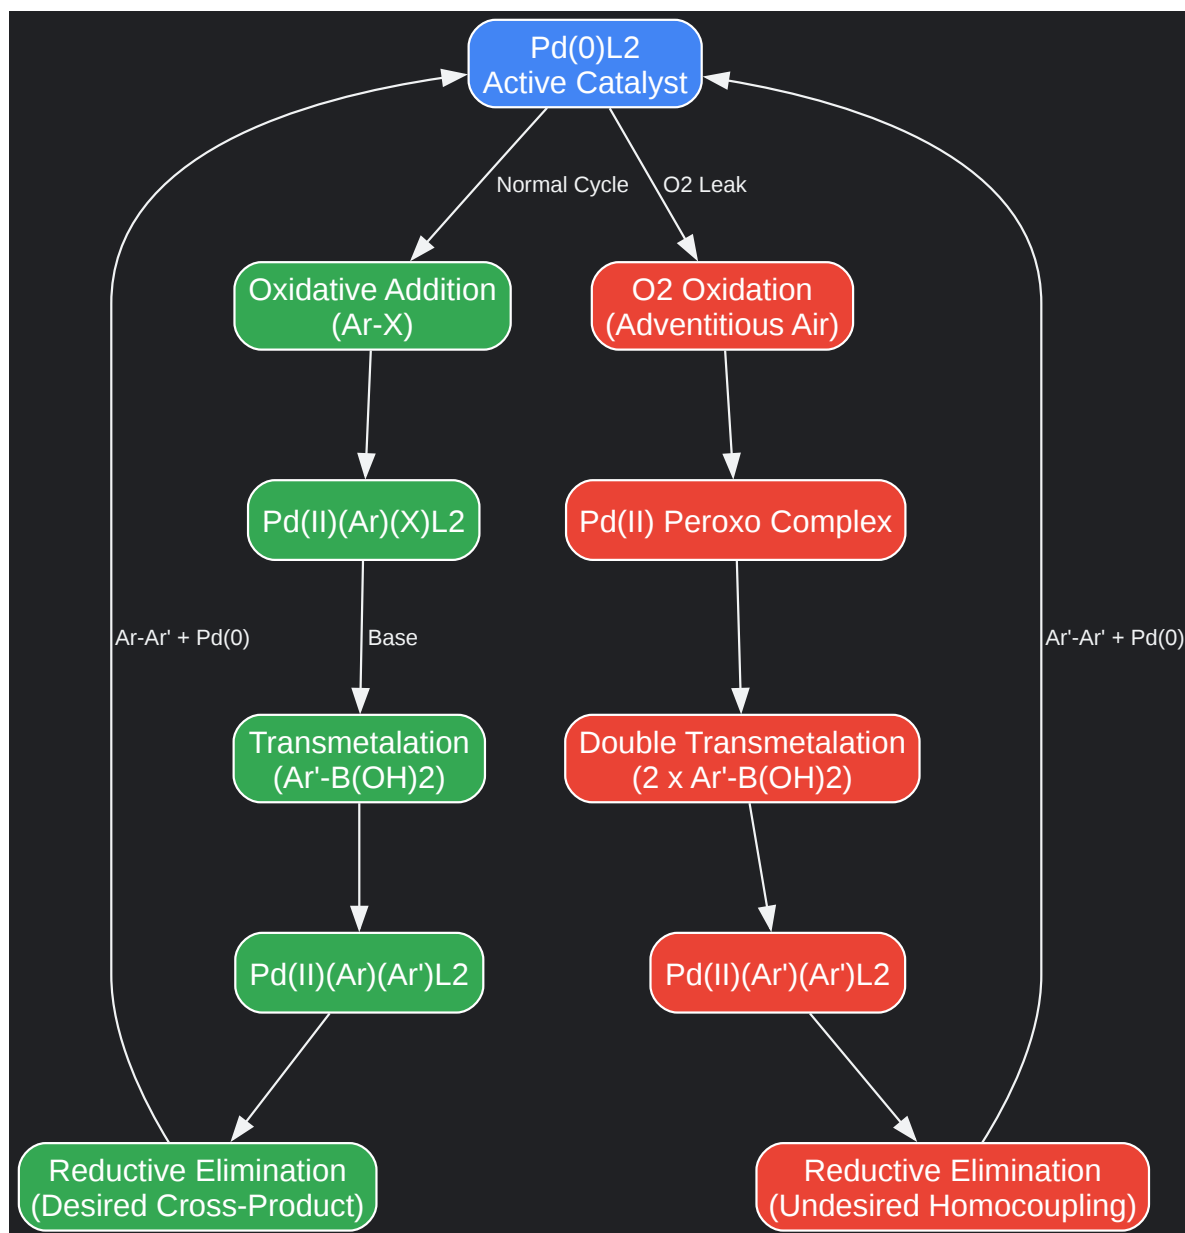 Pd(0)L2
Active Catalyst
Normal Cycle
O2 Leak
Oxidative Addition
(Ar-X)
O2 Oxidation
(Adventitious Air)
Pd(II)(Ar)(X)L2
Pd(II) Peroxo Complex
Ar-Ar' + Pd(0)
Base
Ar'-Ar' + Pd(0)
Transmetalation
(Ar'-B(OH)2)
Double Transmetalation
(2 x Ar'-B(OH)2)
Pd(II)(Ar)(Ar')L2
Pd(II)(Ar')(Ar')L2
Reductive Elimination
(Desired Cross-Product)
Reductive Elimination
(Undesired Homocoupling)